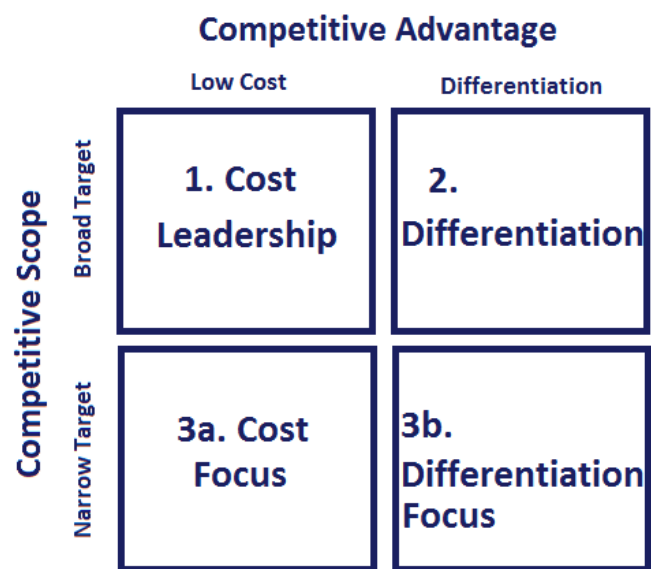 Competitive Advantage
Low Cost
Differentiation
Competitive Scope
Broad Target
1. Cost
Leadership
2.
Differentiation
Narrow Target
3a. Cost
Focus
3b.
Differentiation
Focus